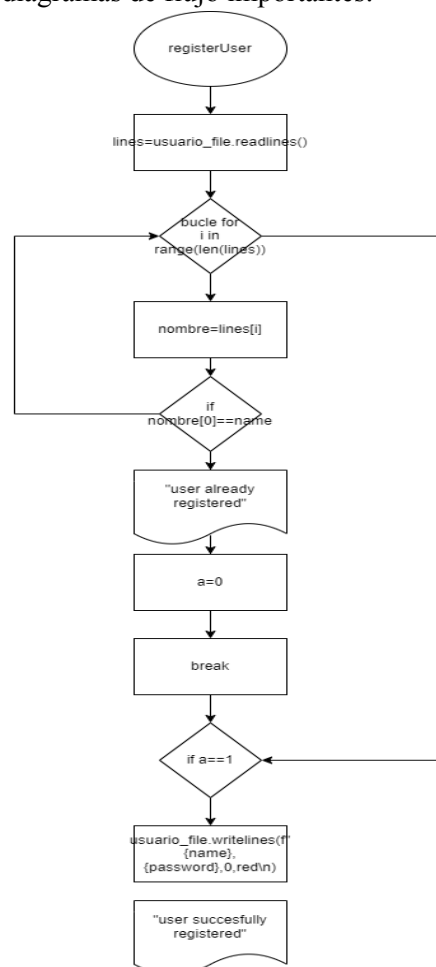 diagramas de flujo importantes.
registerUser
lines=usuario_file.readlines()
bucle for
i in
range(len(lines))
nombre=lines[i]
if
nombre[0]==name
"user already
registered"
a=0
break
if a==1
usuario_file.writelines(f"
{name},
{password},0,red\n)
"user succesfully
registered"